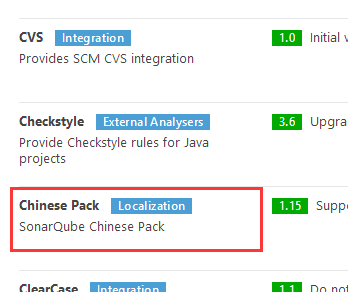 CVS Integration 1.0 Initial
Provides SCM CVS integration
Checkstyle External Analysers 3.6 Upgra
Provide Checkstyle rules for Java
projects
Chinese Pack Localization 1.15 Suppo
SonarQube Chinese Pack
ClearCase Integration 1.1 Do not